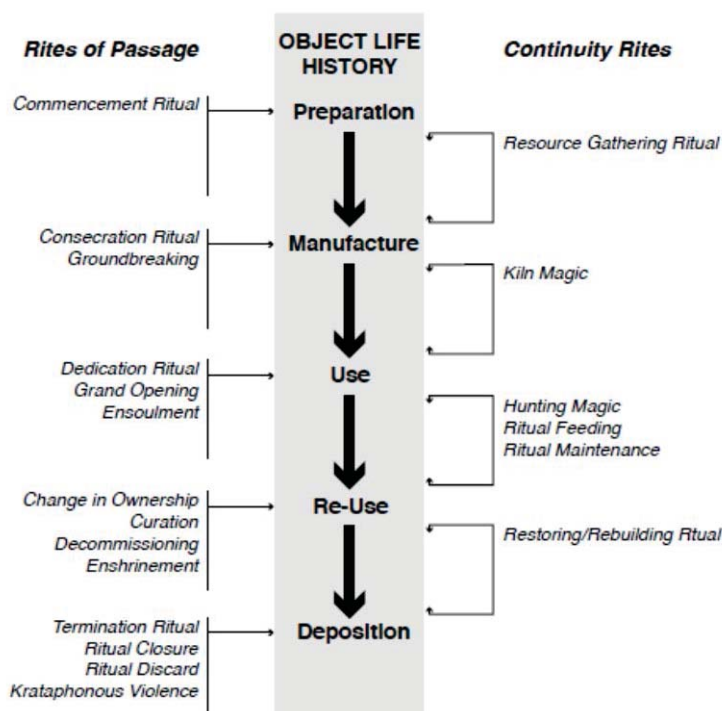 Rites of Passage
OBJECT LIFE
HISTORY
Continuity Rites
Commencement Ritual
Preparation
Resource Gathering Ritual
Consecration Ritual
Groundbreaking
Manufacture
Kiln Magic
Dedication Ritual
Grand Opening
Ensoulment
Use
Hunting Magic
Ritual Feeding
Ritual Maintenance
Change in Ownership
Curation
Decommissioning
Enshrinement
Re-Use
Restoring/Rebuilding Rtual
Termination Ritual
Ritual Closure
Ritual Discard
Krataphonous Violence
Deposition